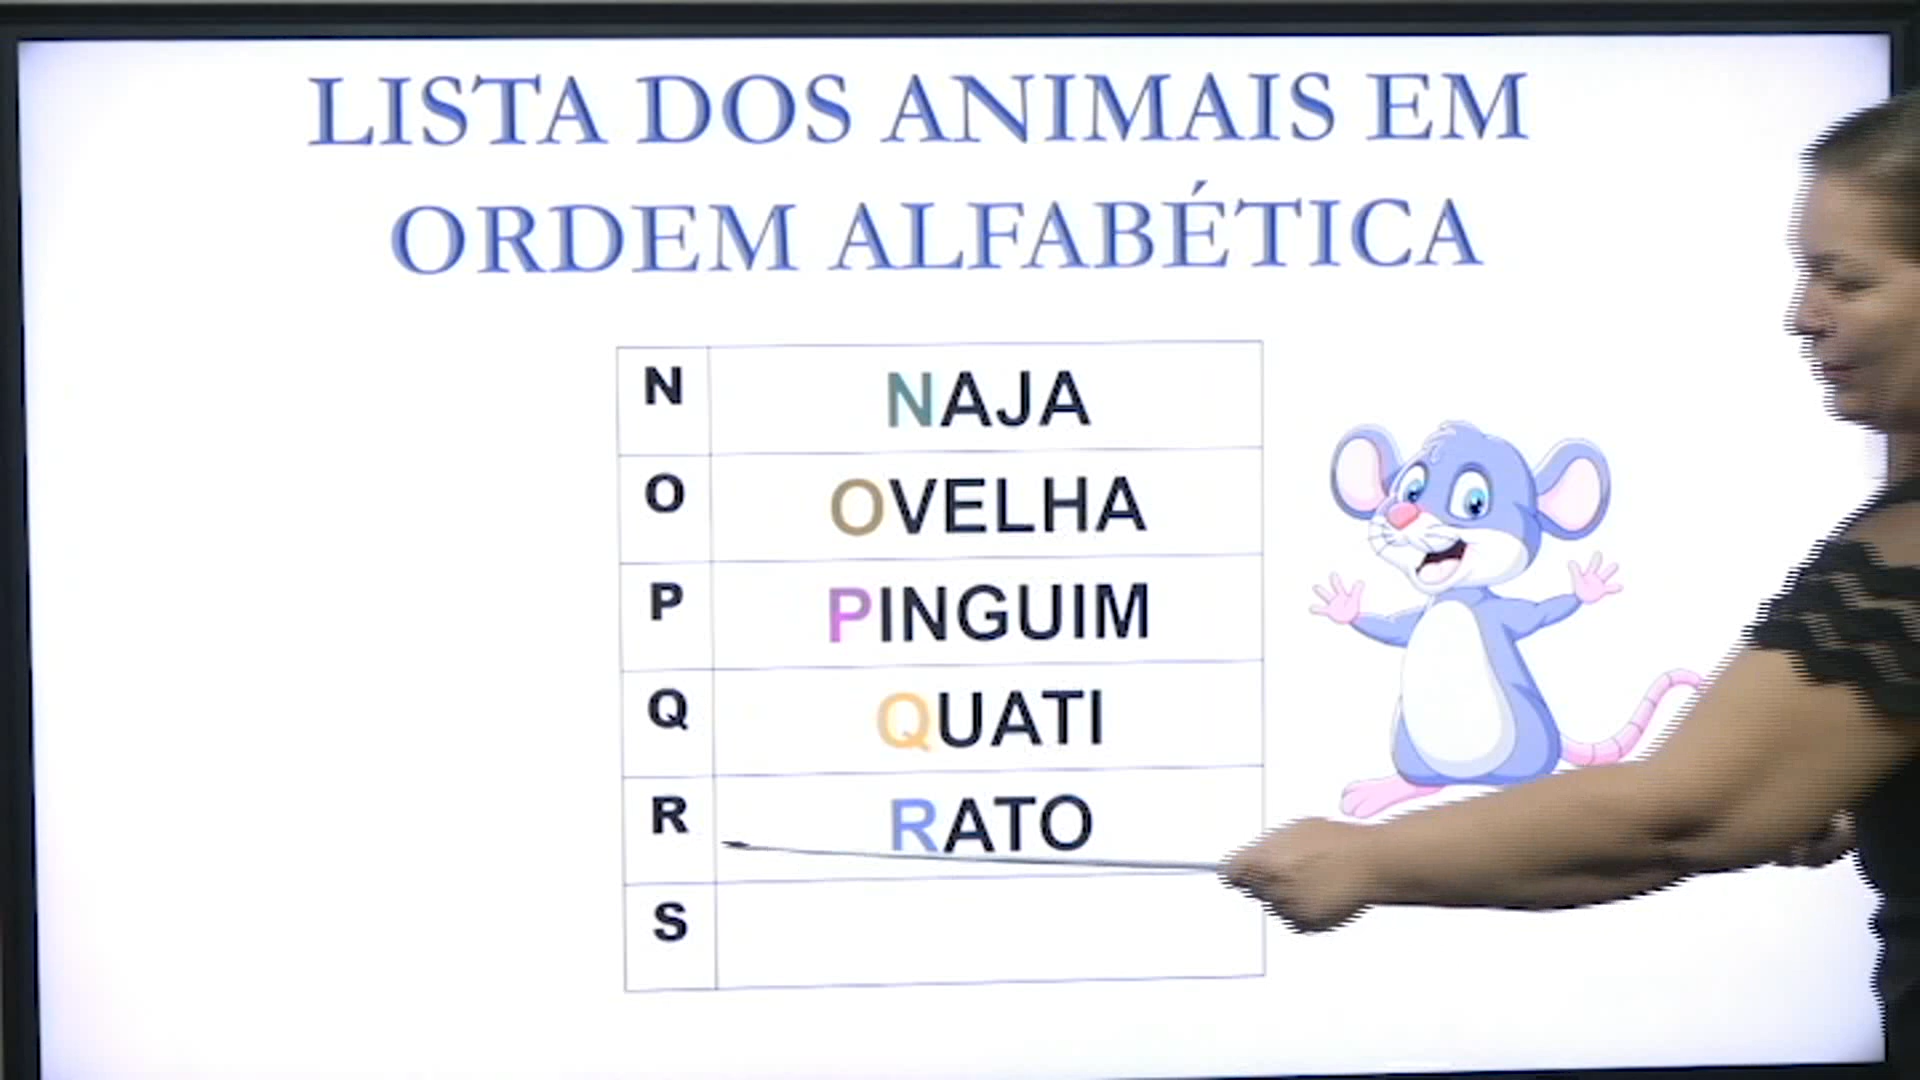 LISTA DOS ANIMAIS EM
ORDEM ALFABÉTICA
N NAJA
O OVELHA
P PINGUIM
Q QUATI
R RATO
S